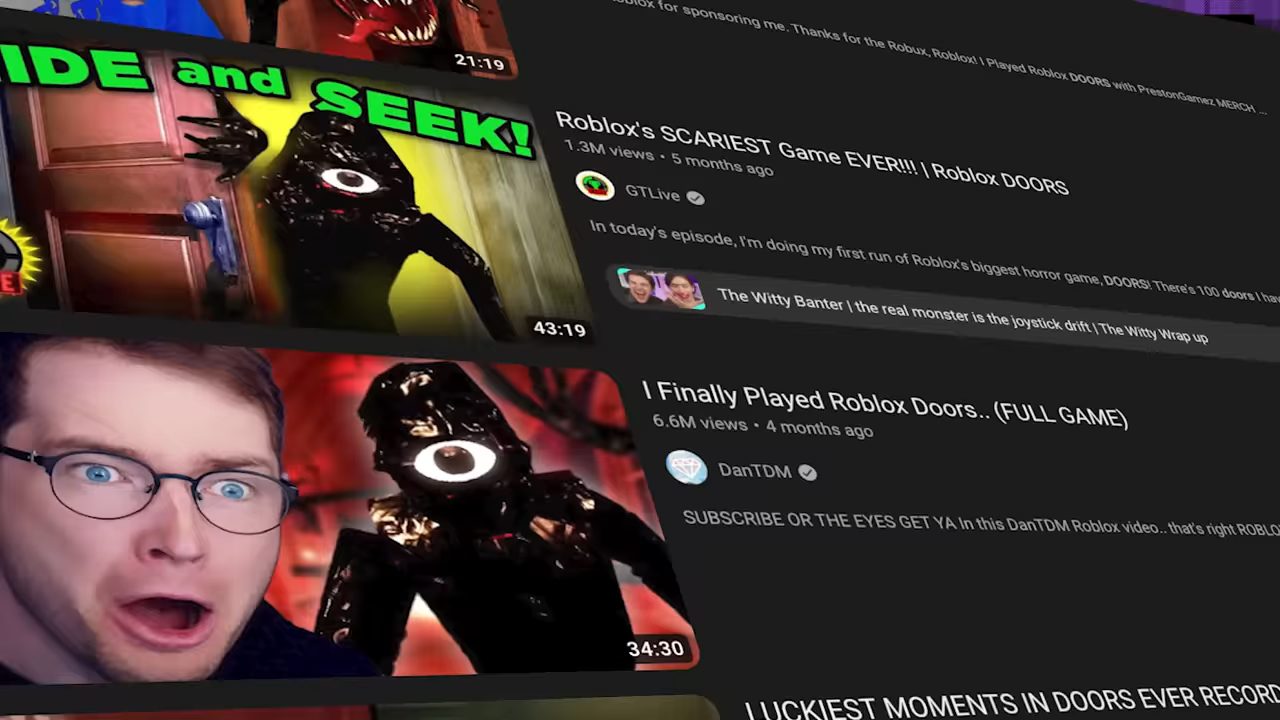 Roblox for sponsoring me. Thanks for the Robux, Roblox! I Played Roblox DOORS with PrestonGamez MERCH ...
21:19
IDE and SEEK!
Roblox's SCARIEST Game EVER!!! | Roblox DOORS
1.3M views • 5 months ago
GTLive
In today's episode, I'm doing my first run of Roblox's biggest horror game, DOORS! There's 100 doors I
The Witty Banter | the real monster is the joystick drift | The Witty Wrap up
E
43:19
I Finally Played Roblox Doors.. (FULL GAME)
6.6M views • 4 months ago
DanTDM
SUBSCRIBE OR THE EYES GET YA In this DanTDM Roblox video.. that's right ROBLO
34:30
LUCKIEST MOMENTS IN DOORS EVER RECORD